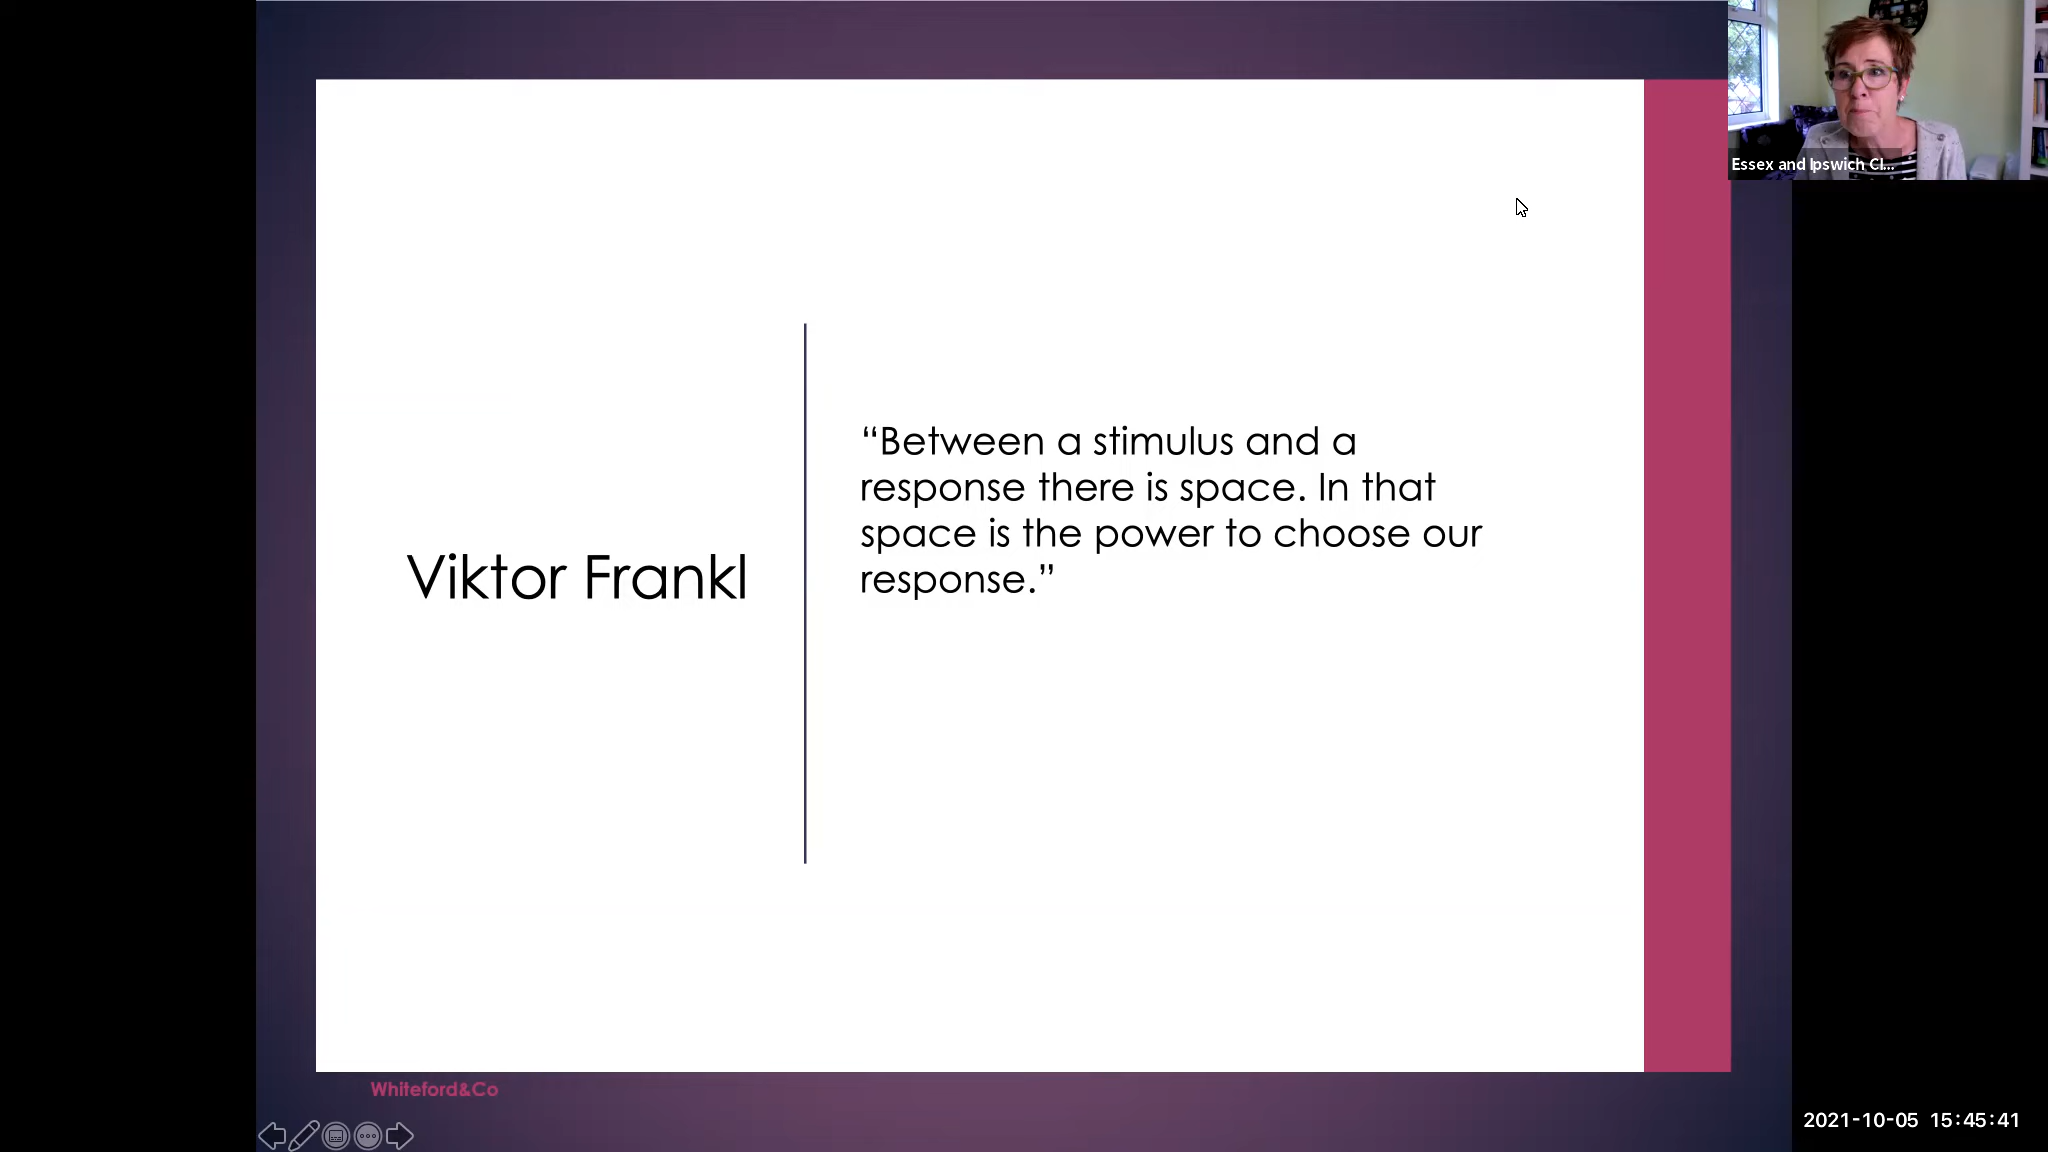 Essex and Ipswich Cl...
Viktor Frankl
“Between a stimulus and a
response there is space. In that
space is the power to choose our
response.”
Whiteford&Co
2021-10-05 15:45:41